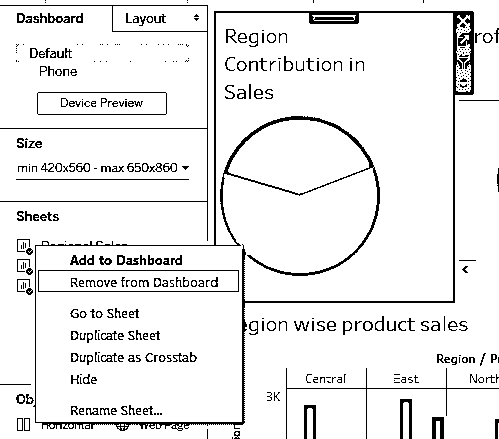 Dashboard
Layout
Default
Phone
Device Preview
Size
min 420x560 - max 650x860
Sheets
Regional Sales
Add to Dashboard
Remove from Dashboard
Go to Sheet
Duplicate Sheet
Duplicate as Crosstab
Hide
Rename Sheet...
Horizontal
Web Page
Region
Contribution in
Sales
rof
egion wise product sales
Region / Pr
Central
East
North
3K